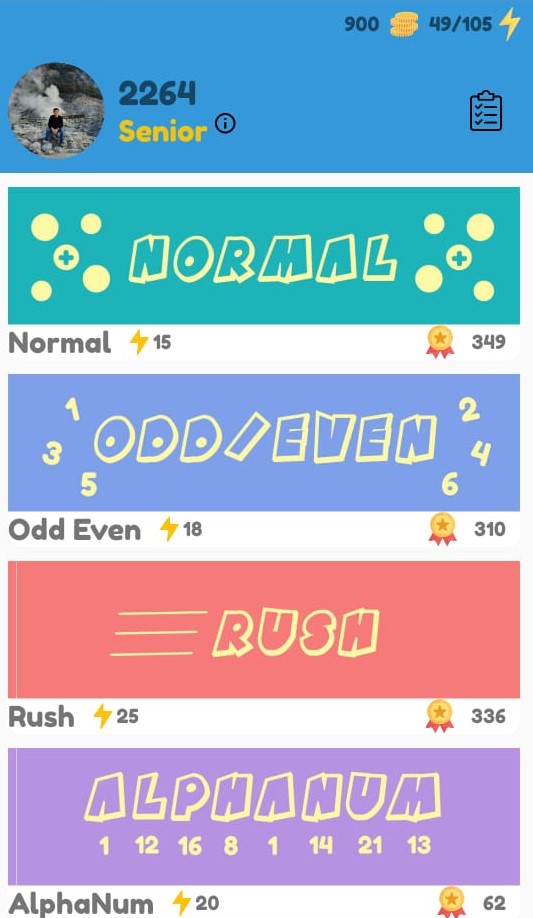 900 49/105
2264
Senior
NORMAL
Normal 15 349
1 ODD/EVEN 2
3 4
5 6
Odd Even 18 310
RUSH
Rush 25 336
ALPHANUM
1 12 16 8 1 14 21 13
AlphaNum 20 62